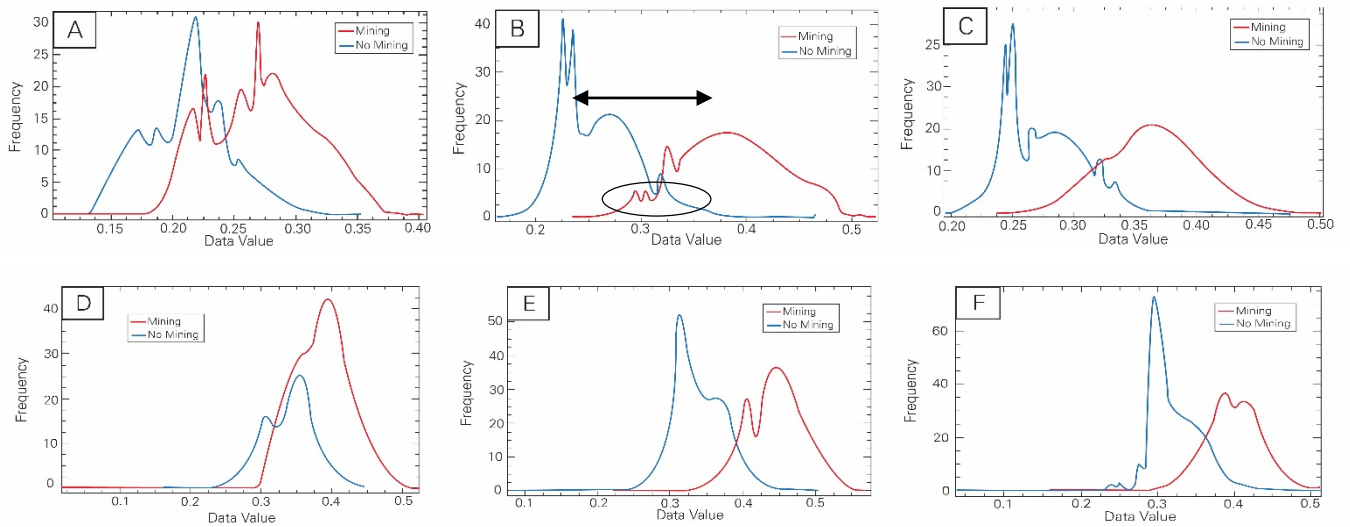 A
Mining
No Mining
Frequency
30
25
20
15
10
5
0
0.15 0.20 0.25 0.30 0.35 0.40
Data Value
B
Mining
No Mining
Frequency
40
30
20
10
0
0.2 0.3 0.4 0.5
Data Value
C
Mining
No Mining
Frequency
25
30
20
10
0
0.20 0.25 0.30 0.35 0.40 0.45 0.50
Data Value
D
Mining
No Mining
Frequency
40
30
20
10
0
0.1 0.2 0.3 0.4 0.5
Data Value
E
Mining
No Mining
Frequency
50
40
30
20
10
0
0.1 0.2 0.3 0.4 0.5
Data Value
F
Mining
No Mining
Frequency
60
40
20
0
0.1 0.2 0.3 0.4 0.5
Data Value